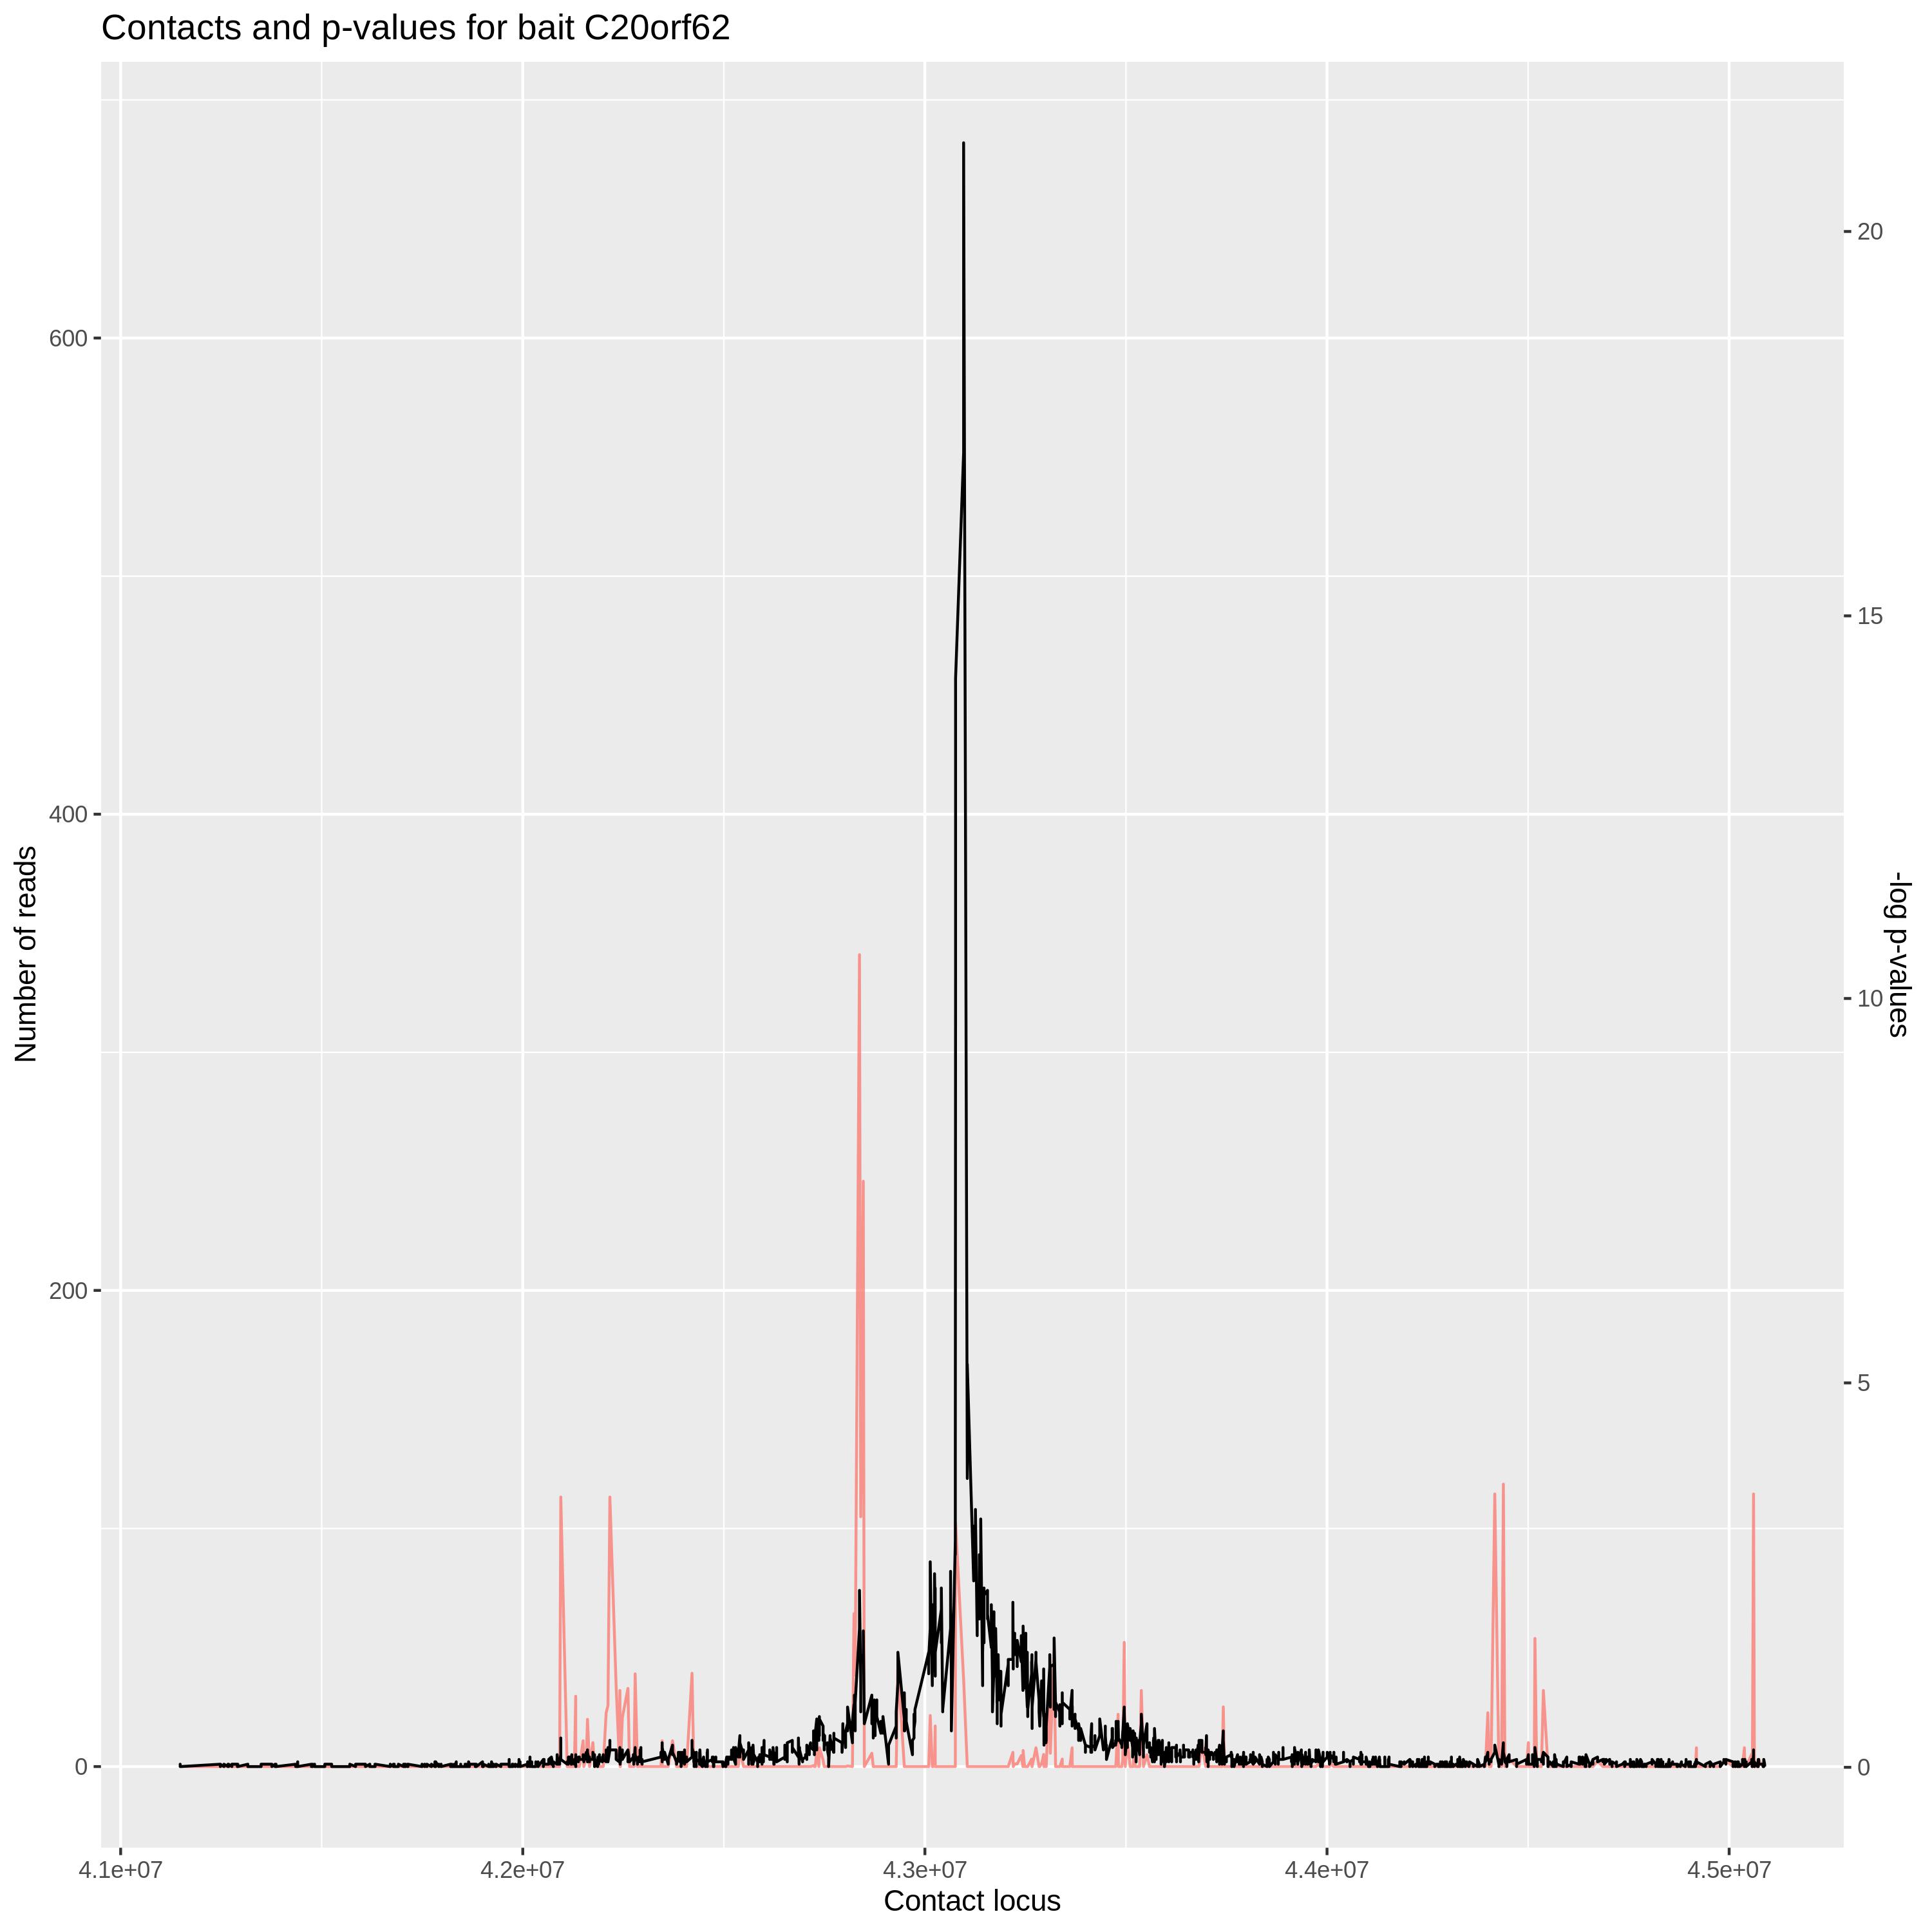 Contacts and p-values for bait C20orf62
600
400
200
0
Number of reads
20
15
10
5
0
-log p-values
4.1e+07
4.2e+07
4.3e+07
4.4e+07
4.5e+07
Contact locus